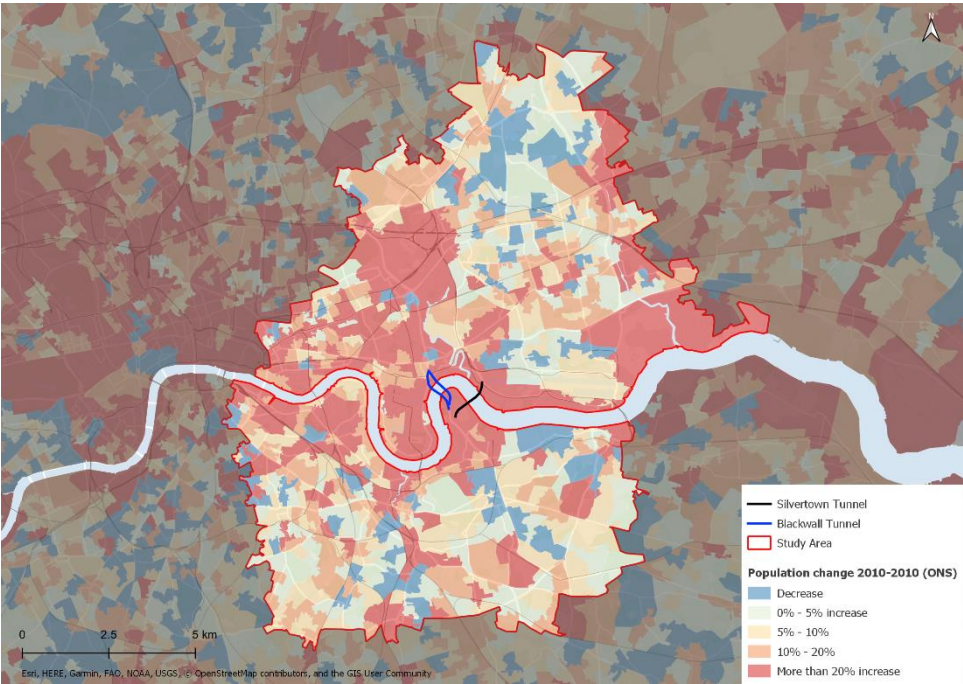 N
Silvertown Tunnel
Blackwall Tunnel
Study Area
Population change 2010-2010 (ONS)
Decrease
0% - 5% increase
5% - 10%
10% - 20%
More than 20% increase
0 2.5 5 km
Esri, HERE, Garmin, FAO, NOAA, USGS, © OpenStreetMap contributors, and the GIS User Community